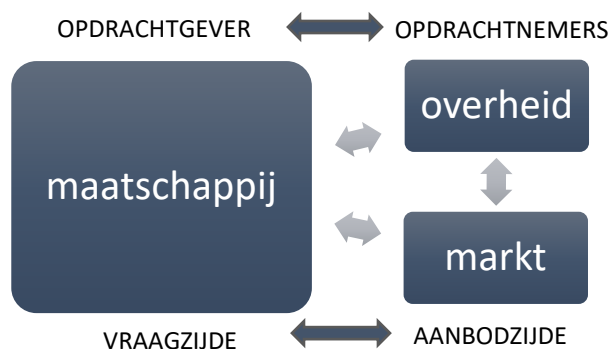 OPDRACHTGEVER
OPDRACHTNEMERS
maatschappij
overheid
markt
VRAAGZIJDE
AANBODZIJDE